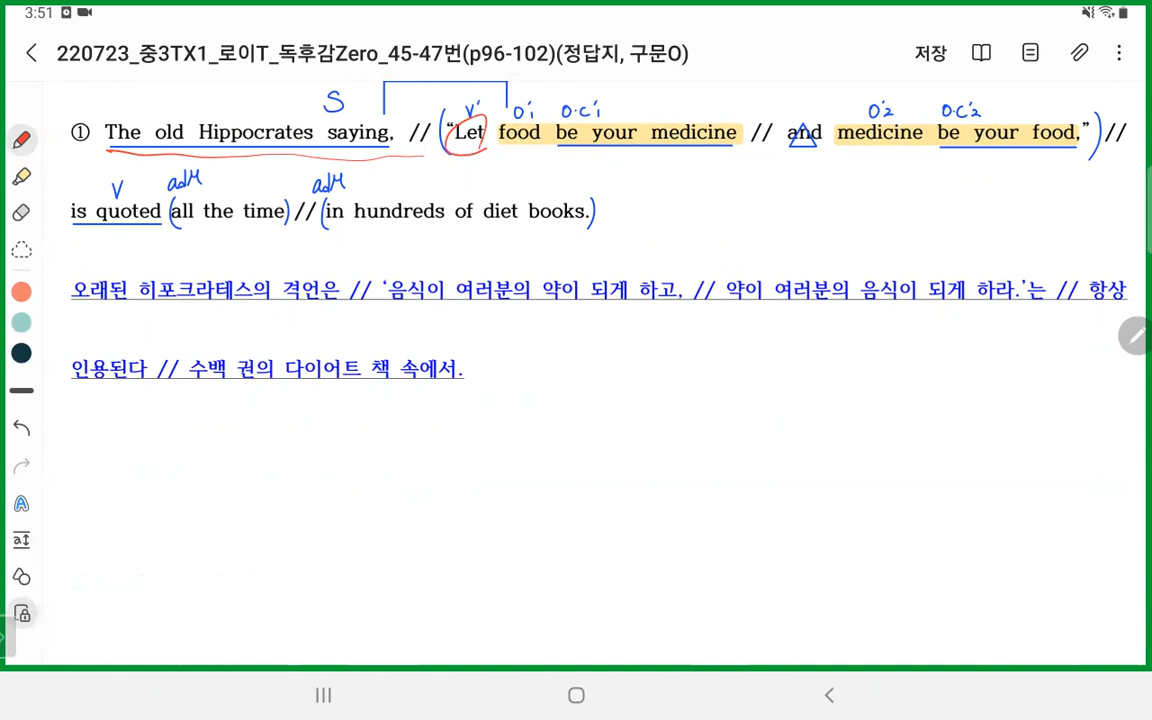 3:51
220723_중3TX1_로이T_독후감Zero_45-47번(p96-102)(정답지, 구문O)
저장
S V' O'1 O·C'1 O'2 O·C'2
① The old Hippocrates saying, // (“Let food be your medicine // and medicine be your food,”) //
V adM adM
is quoted (all the time) // (in hundreds of diet books.)
오래된 히포크라테스의 격언은 // ‘음식이 여러분의 약이 되게 하고, // 약이 여러분의 음식이 되게 하라.’는 // 항상
인용된다 // 수백 권의 다이어트 책 속에서.